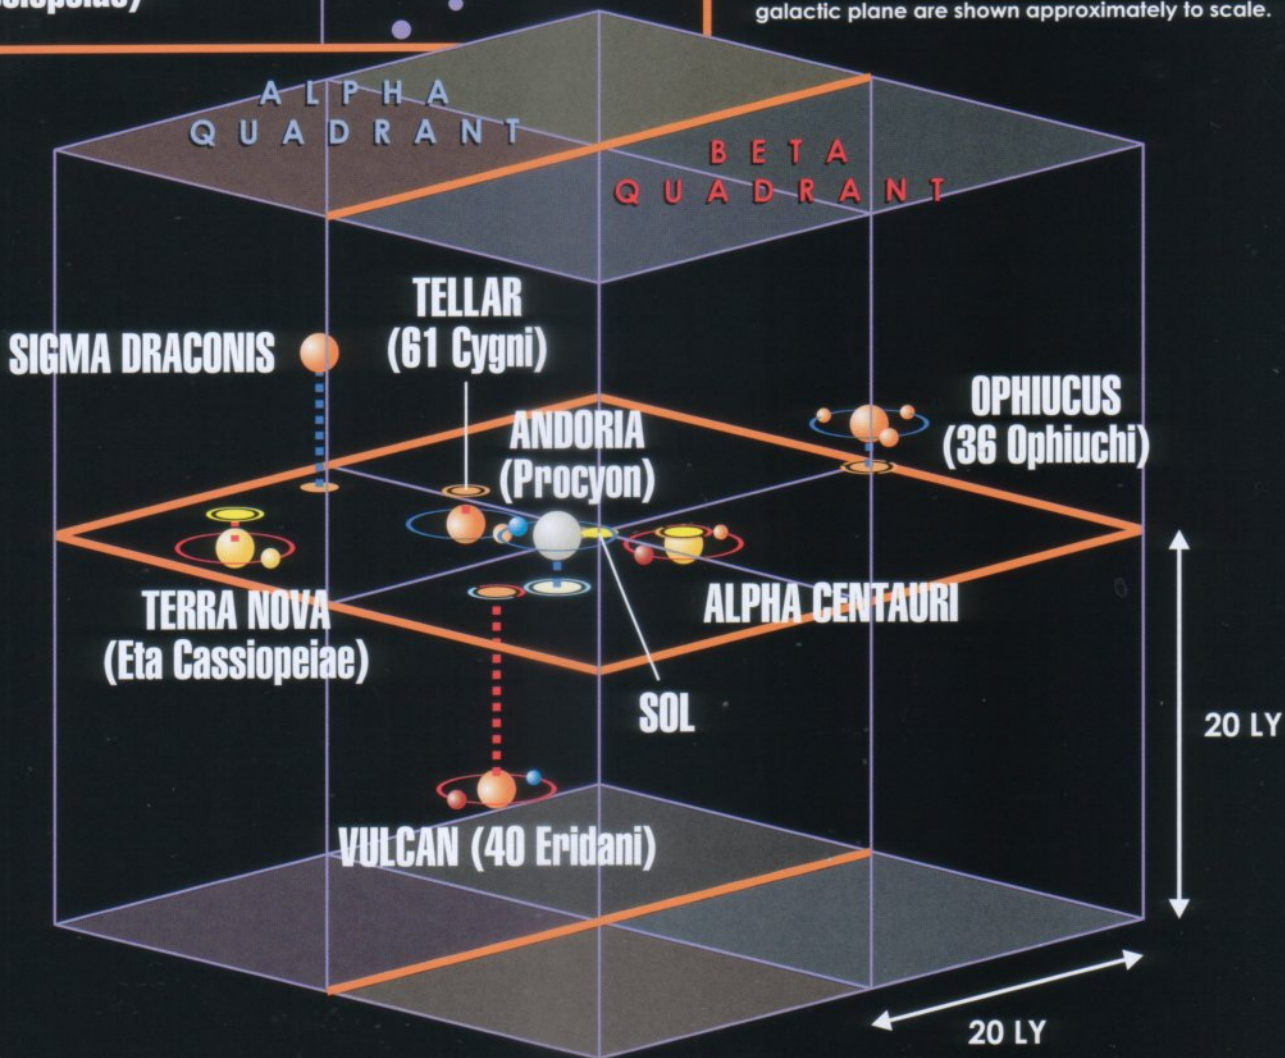 galactic plane are shown approximately to scale.
ALPHA
QUADRANT
BETA
QUADRANT
TELLAR
(61 Cygni)
SIGMA DRACONIS
OPHIUCUS
(36 Ophiuchi)
ANDORIA
(Procyon)
TERRA NOVA
(Eta Cassiopeiae)
ALPHA CENTAURI
SOL
20 LY
VULCAN (40 Eridani)
20 LY